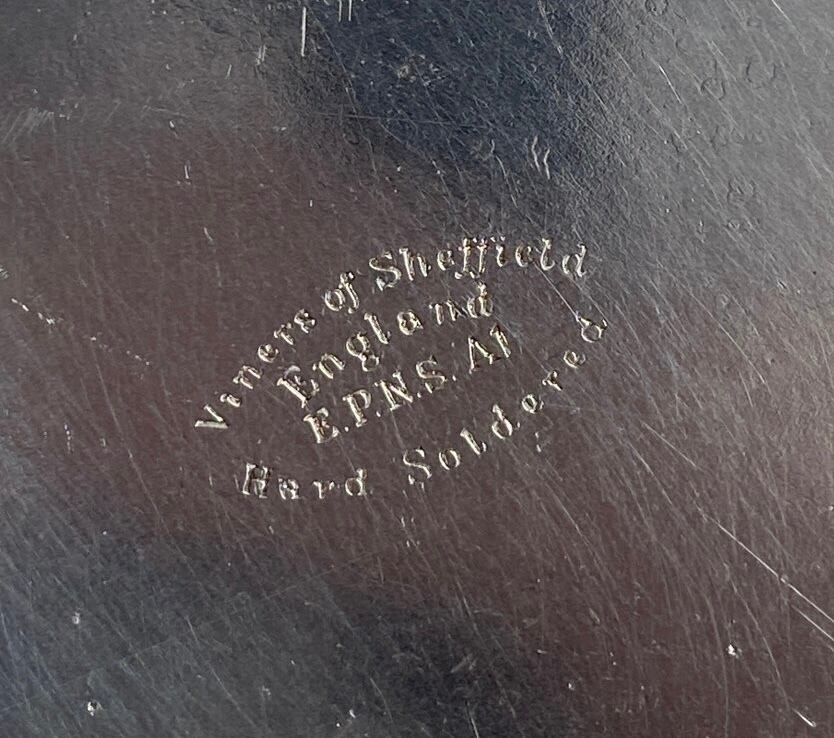 Viners of Sheffield
England
E.P.N.S. A1
Hard Soldered